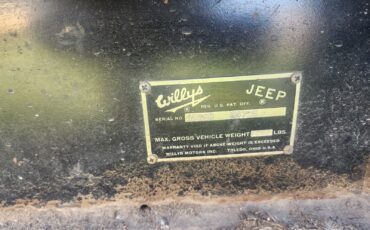 Willys JEEP
REG. U.S. PAT. OFF.
SERIAL NO.
MAX. GROSS VEHICLE WEIGHT LBS.
WARRANTY VOID IF ABOVE WEIGHT IS EXCEEDED
WILLYS MOTORS INC. TOLEDO, OHIO U.S.A.